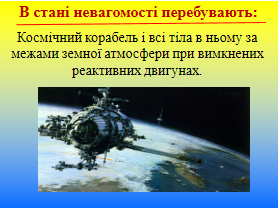 В стані невагомості перебувають:
Космічний корабель і всі тіла в ньому за
межами земної атмосфери при вимкнених
реактивних двигунах.